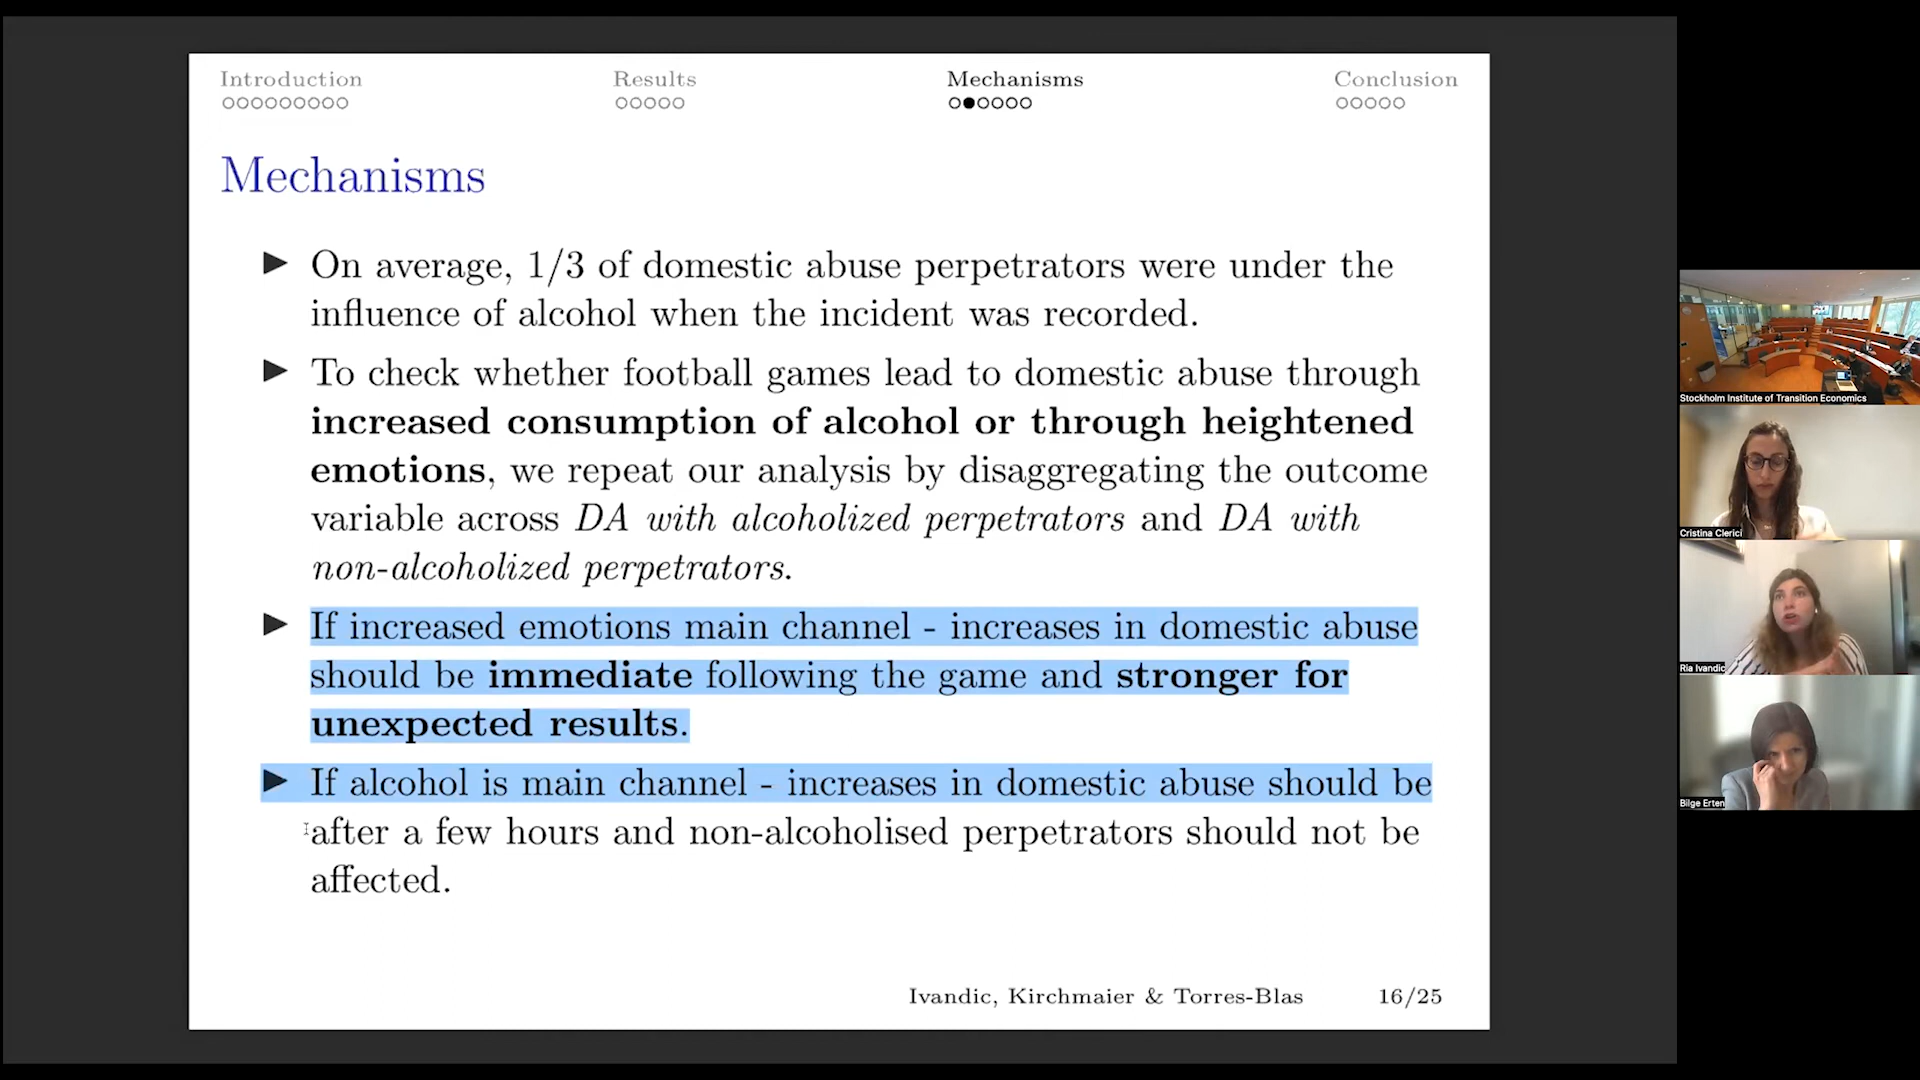 Introduction Results Mechanisms Conclusion
Mechanisms
On average, 1/3 of domestic abuse perpetrators were under the
influence of alcohol when the incident was recorded.
To check whether football games lead to domestic abuse through
increased consumption of alcohol or through heightened
emotions, we repeat our analysis by disaggregating the outcome
variable across DA with alcoholized perpetrators and DA with
non-alcoholized perpetrators.
If increased emotions main channel - increases in domestic abuse
should be immediate following the game and stronger for
unexpected results.
If alcohol is main channel - increases in domestic abuse should be
after a few hours and non-alcoholised perpetrators should not be
affected.
Ivandic, Kirchmaier & Torres-Blas 16/25
Stockholm Institute of Transition Economics
Cristina Clerici
Ria Ivandic
Bilge Erten